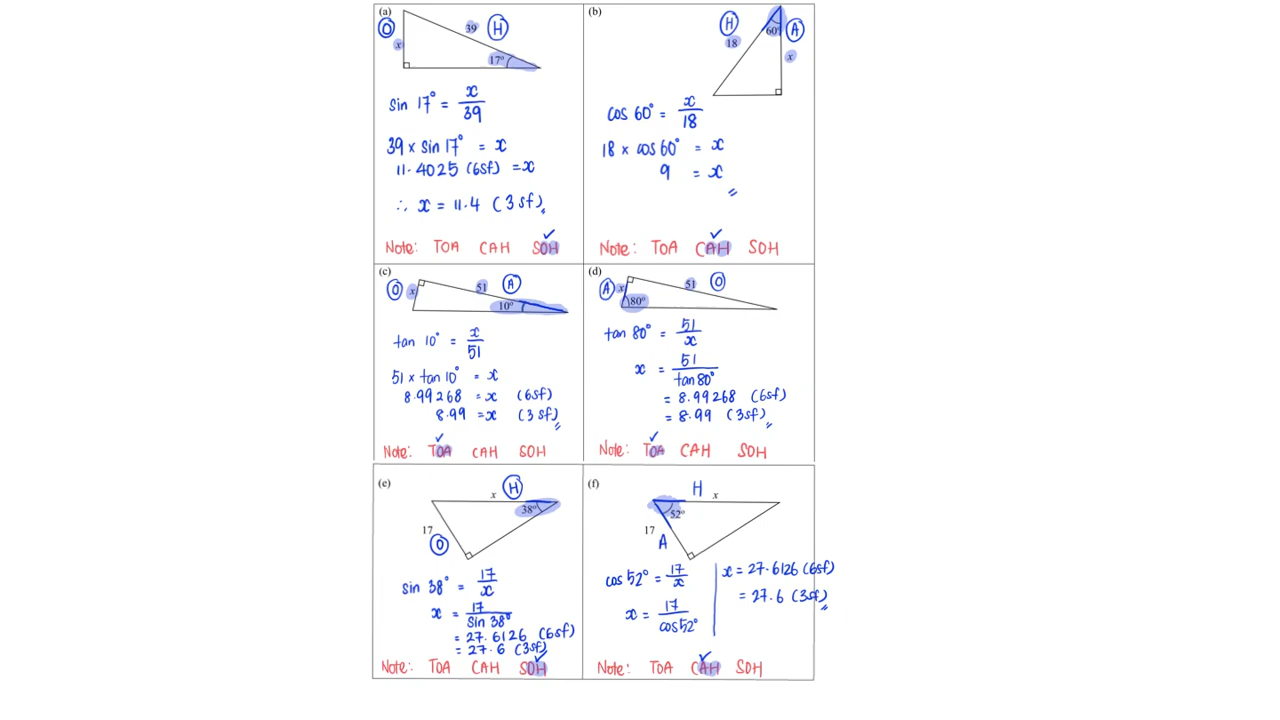 (a)
O
39
H
x
17°
sin 17° = x/39
39 × sin 17° = x
11.4025 (6sf) = x
∴ x = 11.4 (3 sf)
Note: TOA CAH SOH
(b)
H
18
60°
A
x
cos 60° = x/18
18 × cos 60° = x
9 = x
Note: TOA CAH SOH
(c)
O
x
51
A
10°
tan 10° = x/51
51 × tan 10° = x
8.99268 = x (6sf)
8.99 = x (3 sf)
Note: TOA CAH SOH
(d)
A
x
51
O
80°
tan 80° = 51/x
x = 51/tan 80°
= 8.99268 (6sf)
= 8.99 (3sf)
Note: TOA CAH SOH
(e)
x
H
38°
17
O
sin 38° = 17/x
x = 17/sin 38°
= 27.6126 (6sf)
= 27.6 (3sf)
Note: TOA CAH SOH
(f)
H
x
52°
17
A
cos 52° = 17/x
x = 17/cos 52°
x = 27.6126 (6sf)
= 27.6 (3sf)
Note: TOA CAH SOH